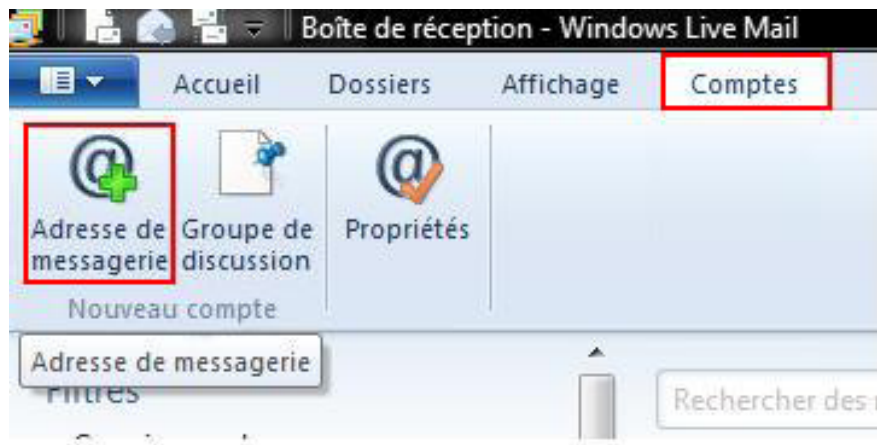 Boîte de réception - Windows Live Mail
Accueil Dossiers Affichage Comptes
Adresse de messagerie
Groupe de discussion
Propriétés
Nouveau compte
Adresse de messagerie
Filtres
Rechercher des